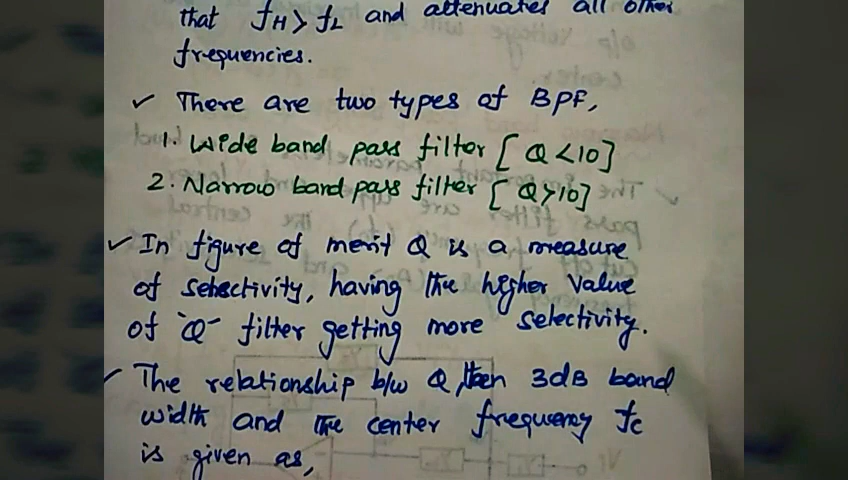 that fH > fL and attenuates all other
frequencies.
✓ There are two types of BPF,
1. Wide band pass filter [ Q < 10 ]
2. Narrow band pass filter [ Q > 10 ]
✓ In figure of merit Q is a measure
of selectivity, having the higher value
of "Q" filter getting more selectivity.
✓ The relationship b/w Q, then 3dB band
width and the center frequency fc
is given as,